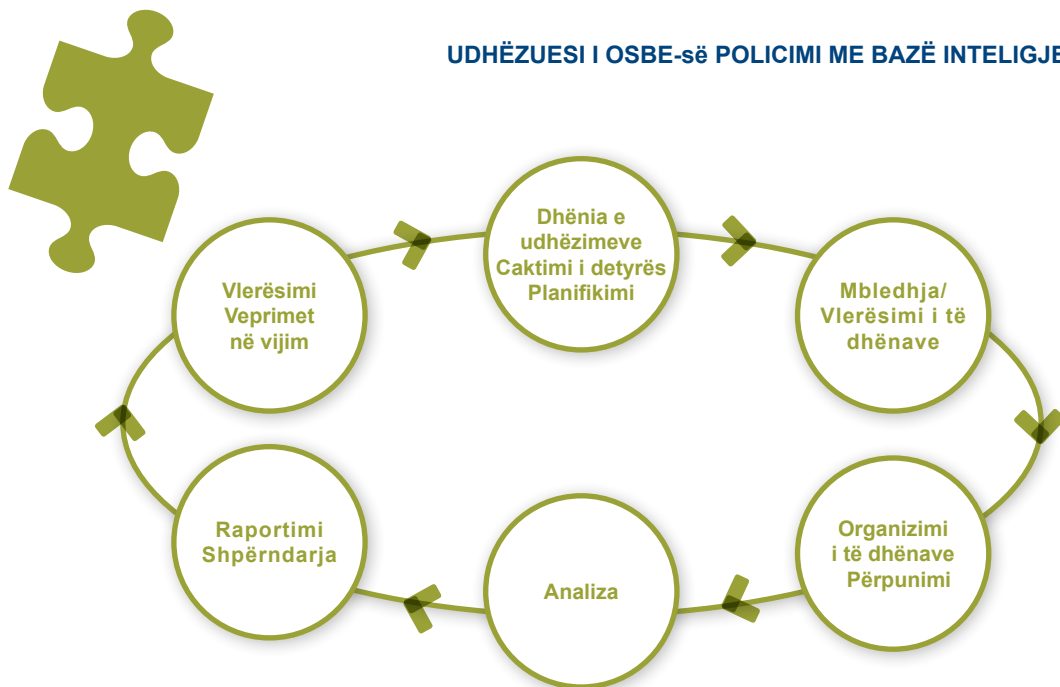 UDHËZUESI I OSBE-së POLICIMI ME BAZË INTELIGJE
Dhënia e
udhëzimeve
Caktimi i detyrës
Planifikimi
Mbledhja/
Vlerësimi i të
dhënave
Organizimi
i të dhënave
Përpunimi
Analiza
Raportimi
Shpërndarja
Vlerësimi
Veprimet
në vijim